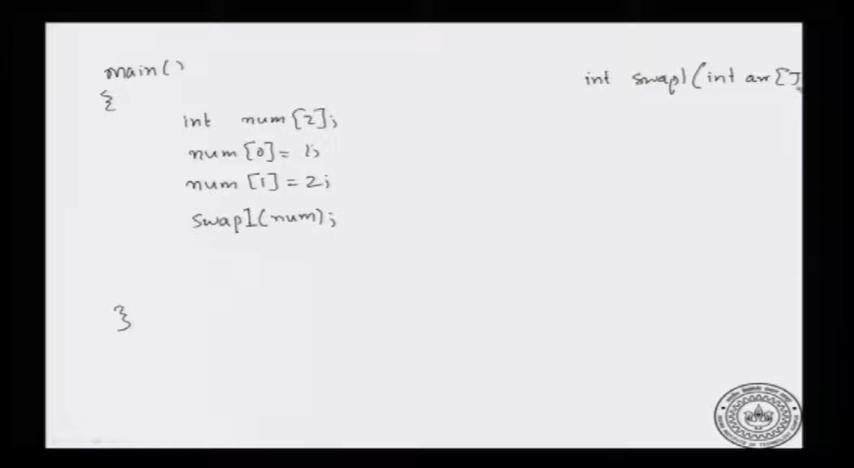 main()
{
int num[2];
num[0] = 1;
num[1] = 2;
swap1(num);
}
int swap1(int arr[]